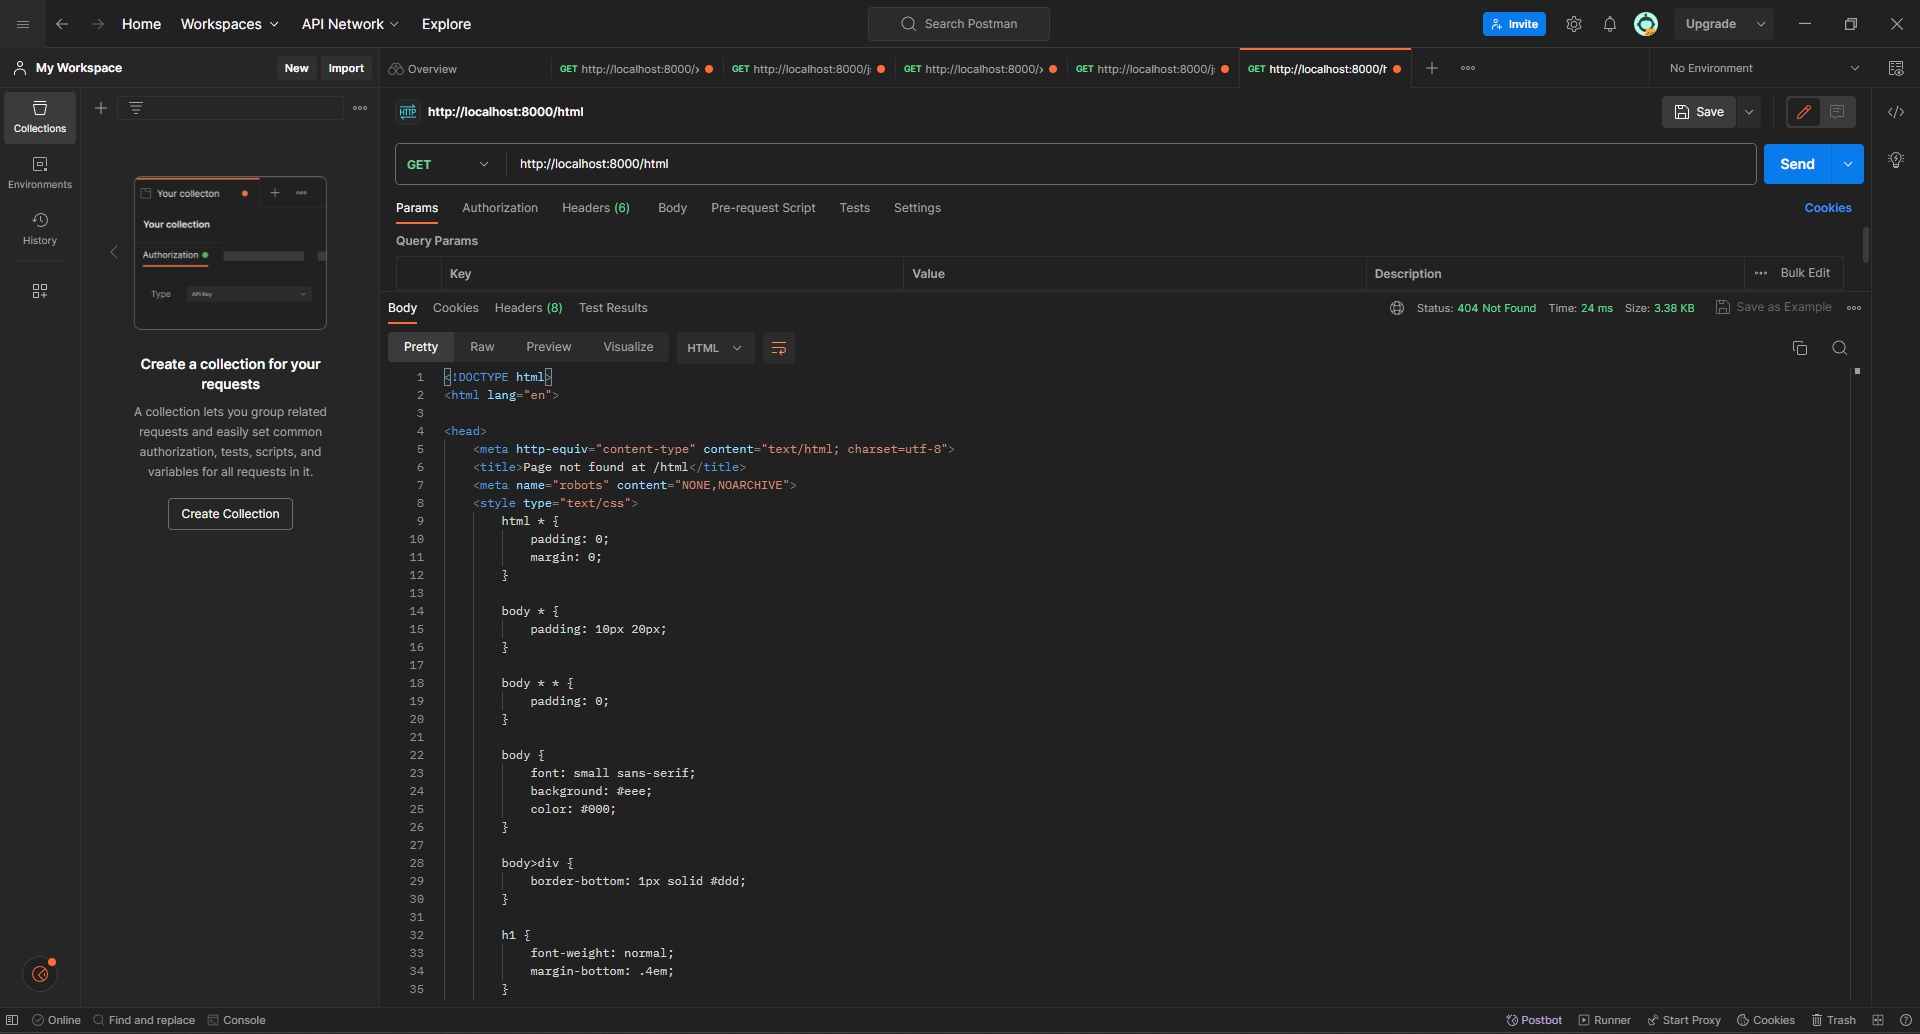 Home Workspaces API Network Explore Search Postman Invite Upgrade
My Workspace New Import Overview GET http://localhost:8000/x GET http://localhost:8000/j GET http://localhost:8000/x GET http://localhost:8000/j GET http://localhost:8000/h No Environment
Collections
Environments
History
Your collecton
Your collection
Authorization
Type API Key
Create a collection for your
requests
A collection lets you group related
requests and easily set common
authorization, tests, scripts, and
variables for all requests in it.
Create Collection
HTTP http://localhost:8000/html Save
GET http://localhost:8000/html Send
Params Authorization Headers (6) Body Pre-request Script Tests Settings Cookies
Query Params
Key Value Description Bulk Edit
Body Cookies Headers (8) Test Results Status: 404 Not Found Time: 24 ms Size: 3.38 KB Save as Example
Pretty Raw Preview Visualize HTML
1 <!DOCTYPE html>
2 <html lang="en">
3
4 <head>
5 <meta http-equiv="content-type" content="text/html; charset=utf-8">
6 <title>Page not found at /html</title>
7 <meta name="robots" content="NONE,NOARCHIVE">
8 <style type="text/css">
9 html * {
10 padding: 0;
11 margin: 0;
12 }
13
14 body * {
15 padding: 10px 20px;
16 }
17
18 body * * {
19 padding: 0;
20 }
21
22 body {
23 font: small sans-serif;
24 background: #eee;
25 color: #000;
26 }
27
28 body>div {
29 border-bottom: 1px solid #ddd;
30 }
31
32 h1 {
33 font-weight: normal;
34 margin-bottom: .4em;
35 }
Online Find and replace Console Postbot Runner Start Proxy Cookies Trash